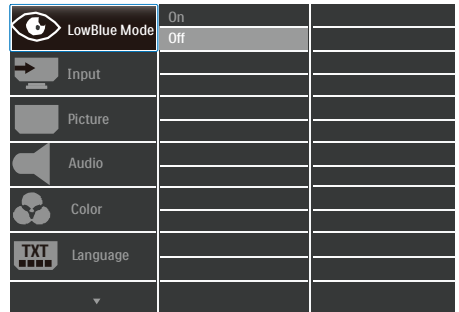 LowBlue Mode
On
Off
Input
Picture
Audio
Color
TXT
Language